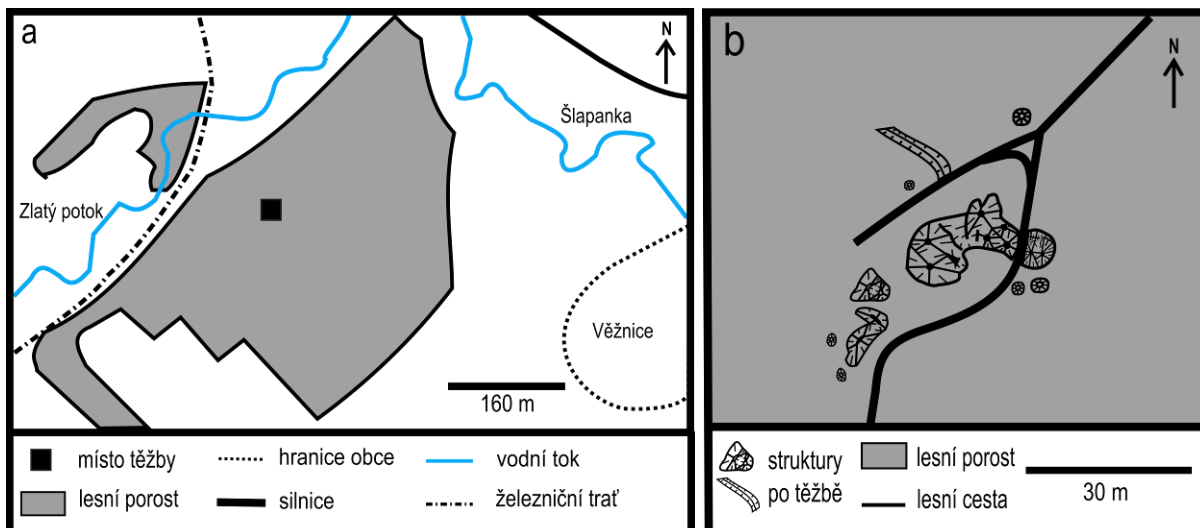 a
N
Šlapanka
Zlatý potok
Věžnice
160 m
místo těžby
hranice obce
vodní tok
lesní porost
silnice
železniční trať
b
N
struktury
po těžbě
lesní porost
lesní cesta
30 m